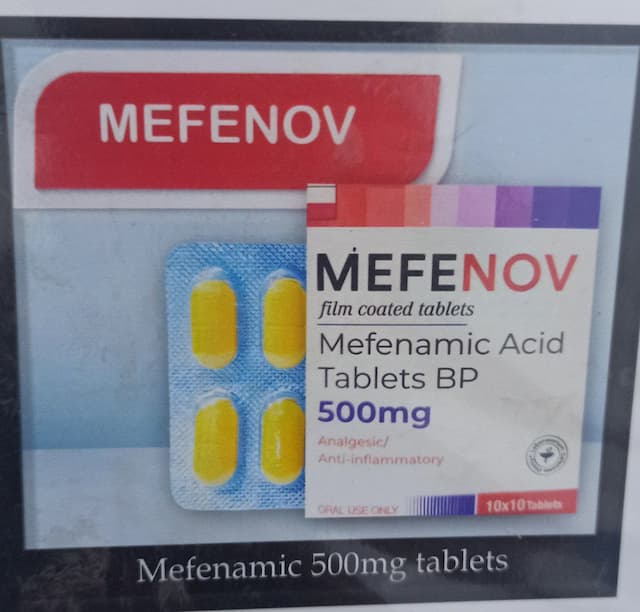 MEFENOV
MEFENOV
film coated tablets
Mefenamic Acid
Tablets BP
500mg
Analgesic/
Anti-inflammatory
ORAL USE ONLY
10x10 Tablets
Mefenamic 500mg tablets